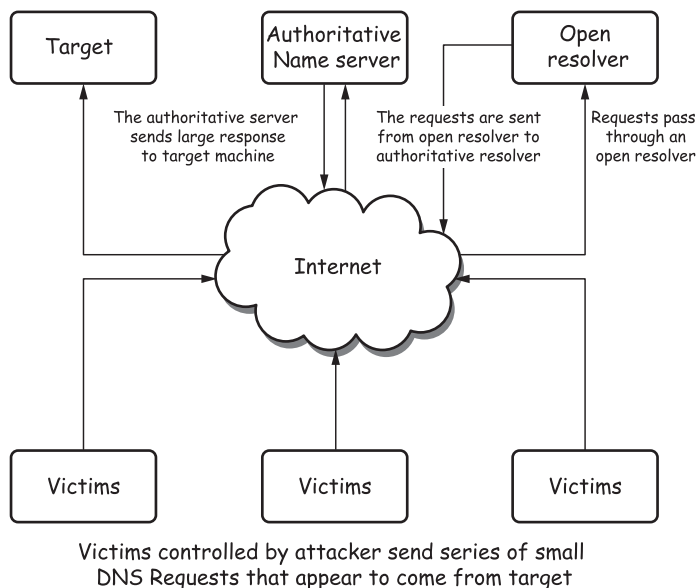 Target
Authoritative
Name server
Open
resolver
The authoritative server
sends large response
to target machine
The requests are sent
from open resolver to
authoritative resolver
Requests pass
through an
open resolver
Internet
Victims
Victims
Victims
Victims controlled by attacker send series of small
DNS Requests that appear to come from target